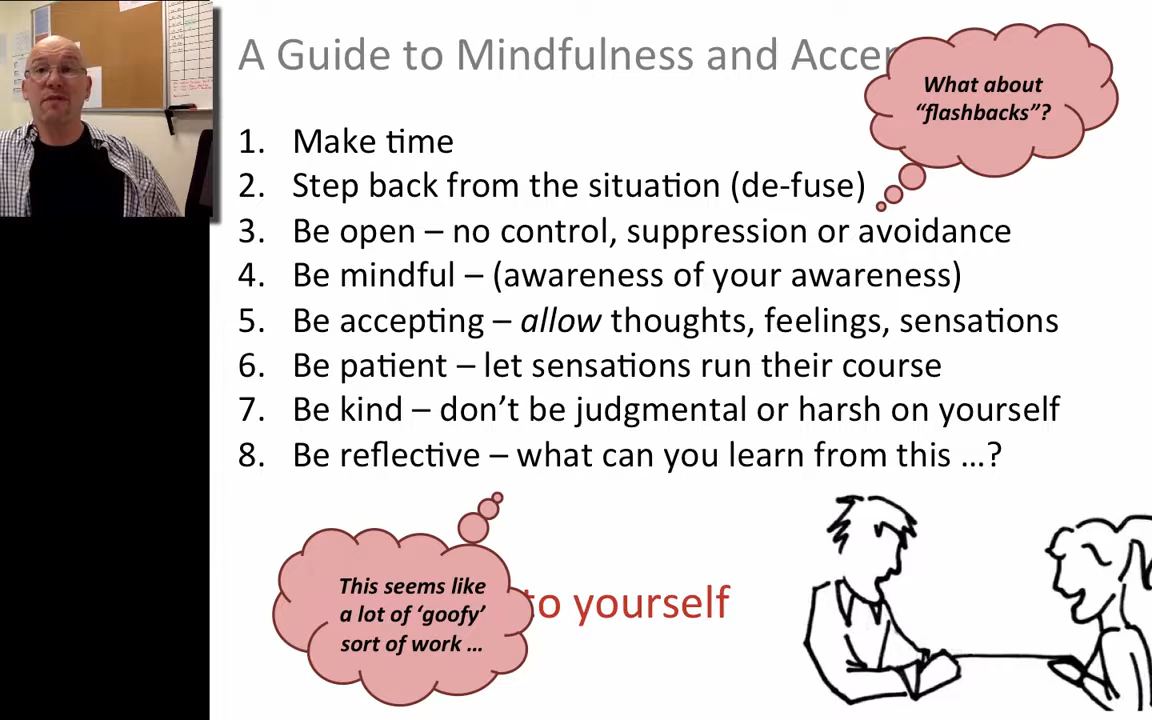 A Guide to Mindfulness and Accep
What about
“flashbacks”?
1. Make time
2. Step back from the situation (de-fuse)
3. Be open – no control, suppression or avoidance
4. Be mindful – (awareness of your awareness)
5. Be accepting – allow thoughts, feelings, sensations
6. Be patient – let sensations run their course
7. Be kind – don’t be judgmental or harsh on yourself
8. Be reflective – what can you learn from this …?
This seems like
a lot of ‘goofy’
sort of work …
to yourself